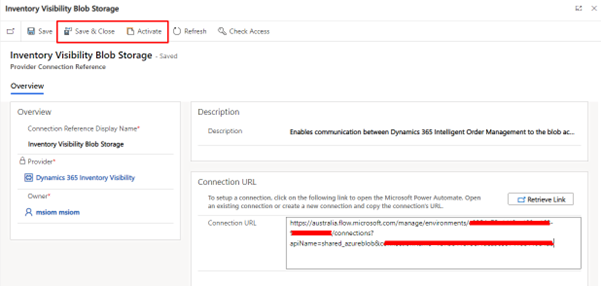 Inventory Visibility Blob Storage
Save
Save & Close
Activate
Refresh
Check Access
Inventory Visibility Blob Storage - Saved
Provider Connection Reference
Overview
Overview
Connection Reference Display Name*
Inventory Visibility Blob Storage
Provider*
Dynamics 365 Inventory Visibility
Owner*
msiom msiom
Description
Description
Enables communication between Dynamics 365 Intelligent Order Management to the blob ac...
Connection URL
To setup a connection, click on the following link to open the Microsoft Power Automate. Open
an existing connection or create a new connection and copy the connection's URL.
Retrieve Link
Connection URL
https://australia.flow.microsoft.com/manage/environments/
/connections?
apiName=shared_azureblob&